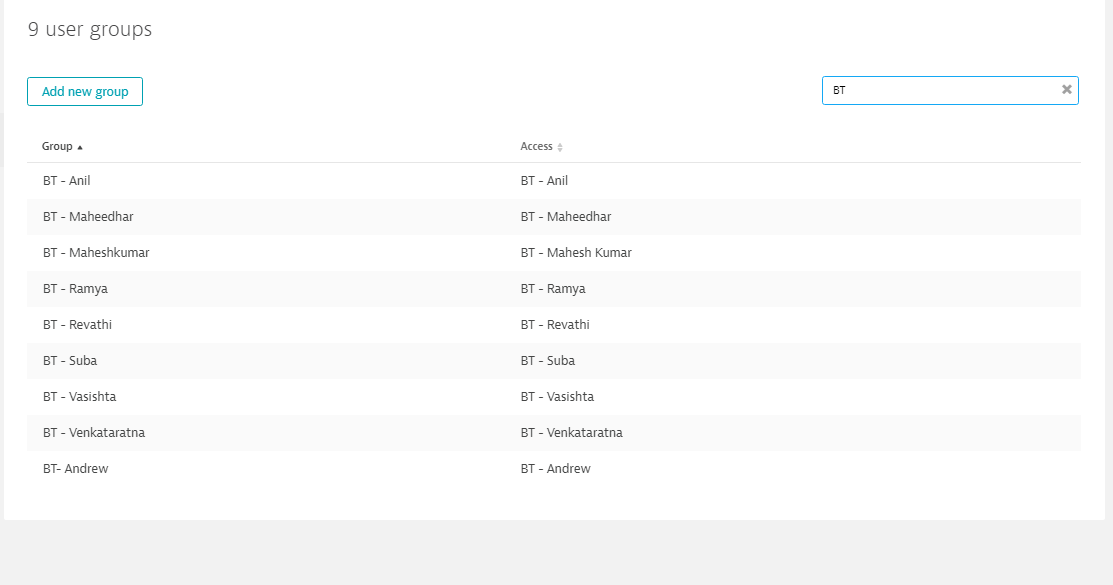 9 user groups
Add new group
BT
Group Access
BT - Anil BT - Anil
BT - Maheedhar BT - Maheedhar
BT - Maheshkumar BT - Mahesh Kumar
BT - Ramya BT - Ramya
BT - Revathi BT - Revathi
BT - Suba BT - Suba
BT - Vasishta BT - Vasishta
BT - Venkataratna BT - Venkataratna
BT- Andrew BT - Andrew